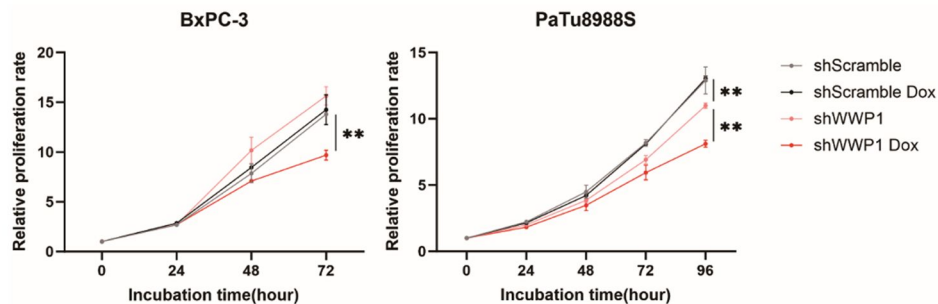 BxPC-3
Relative proliferation rate
20
15
10
5
0
**
0 24 48 72
Incubation time(hour)
PaTu8988S
Relative proliferation rate
15
10
5
0
**
**
0 24 48 72 96
Incubation time(hour)
shScramble
shScramble Dox
shWWP1
shWWP1 Dox